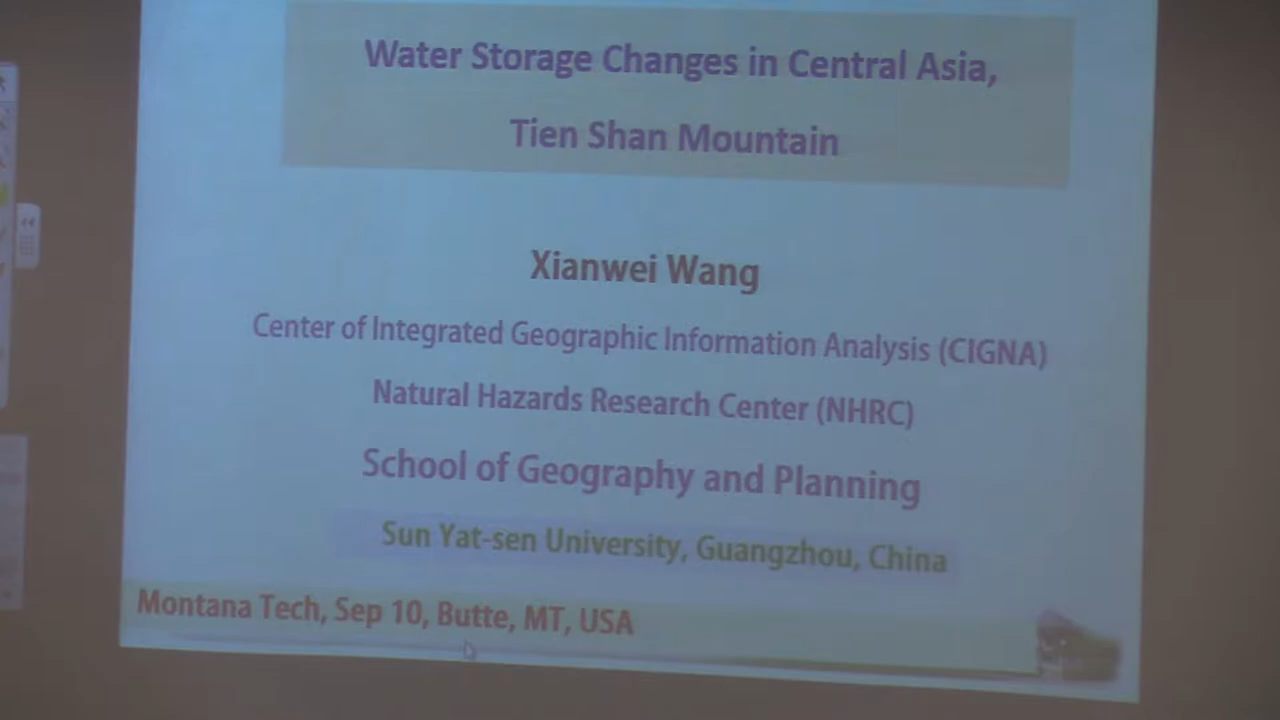 Water Storage Changes in Central Asia,
Tien Shan Mountain
Xianwei Wang
Center of Integrated Geographic Information Analysis (CIGNA)
Natural Hazards Research Center (NHRC)
School of Geography and Planning
Sun Yat-sen University, Guangzhou, China
Montana Tech, Sep 10, Butte, MT, USA